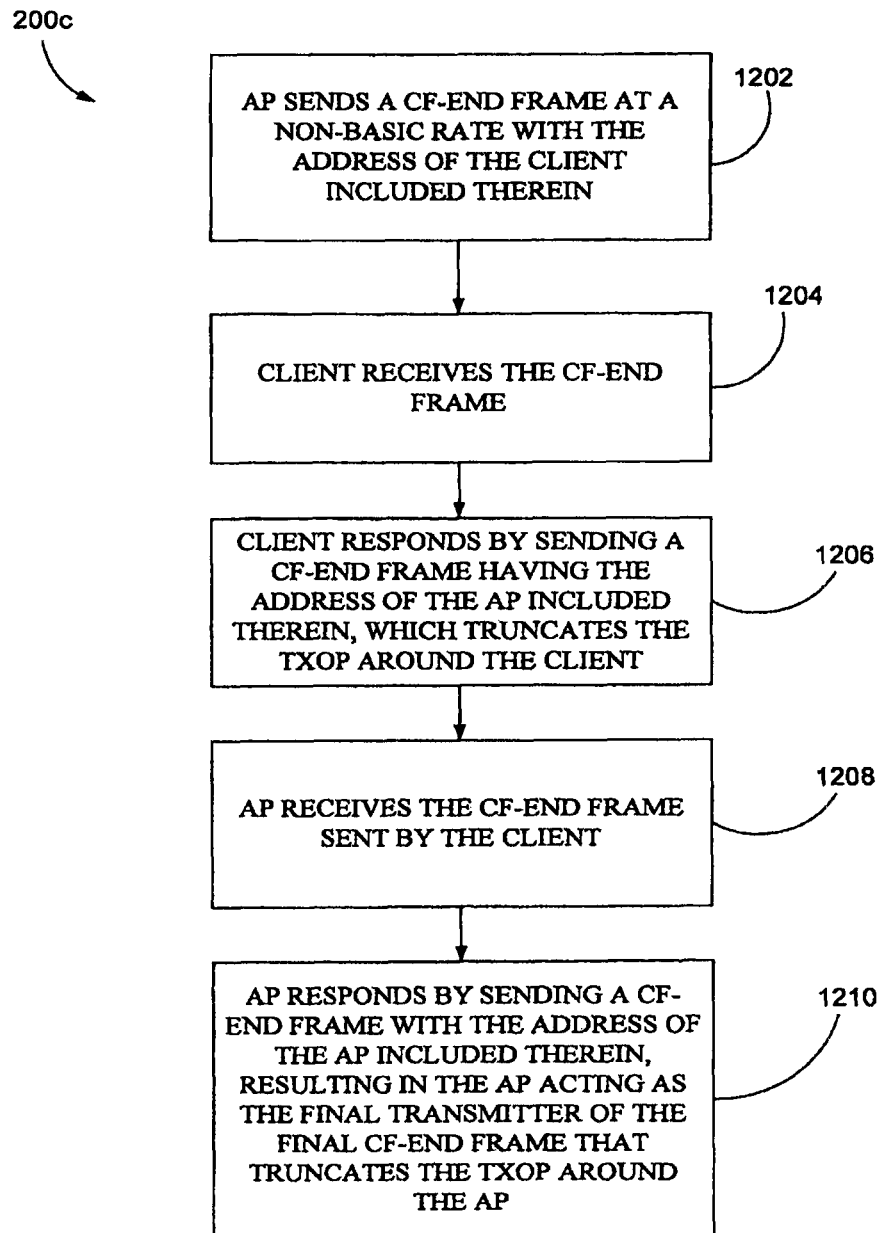 200c
1202
AP SENDS A CF-END FRAME AT A
NON-BASIC RATE WITH THE
ADDRESS OF THE CLIENT
INCLUDED THEREIN
1204
CLIENT RECEIVES THE CF-END
FRAME
1206
CLIENT RESPONDS BY SENDING A
CF-END FRAME HAVING THE
ADDRESS OF THE AP INCLUDED
THEREIN, WHICH TRUNCATES THE
TXOP AROUND THE CLIENT
1208
AP RECEIVES THE CF-END FRAME
SENT BY THE CLIENT
1210
AP RESPONDS BY SENDING A CF-
END FRAME WITH THE ADDRESS OF
THE AP INCLUDED THEREIN,
RESULTING IN THE AP ACTING AS
THE FINAL TRANSMITTER OF THE
FINAL CF-END FRAME THAT
TRUNCATES THE TXOP AROUND
THE AP